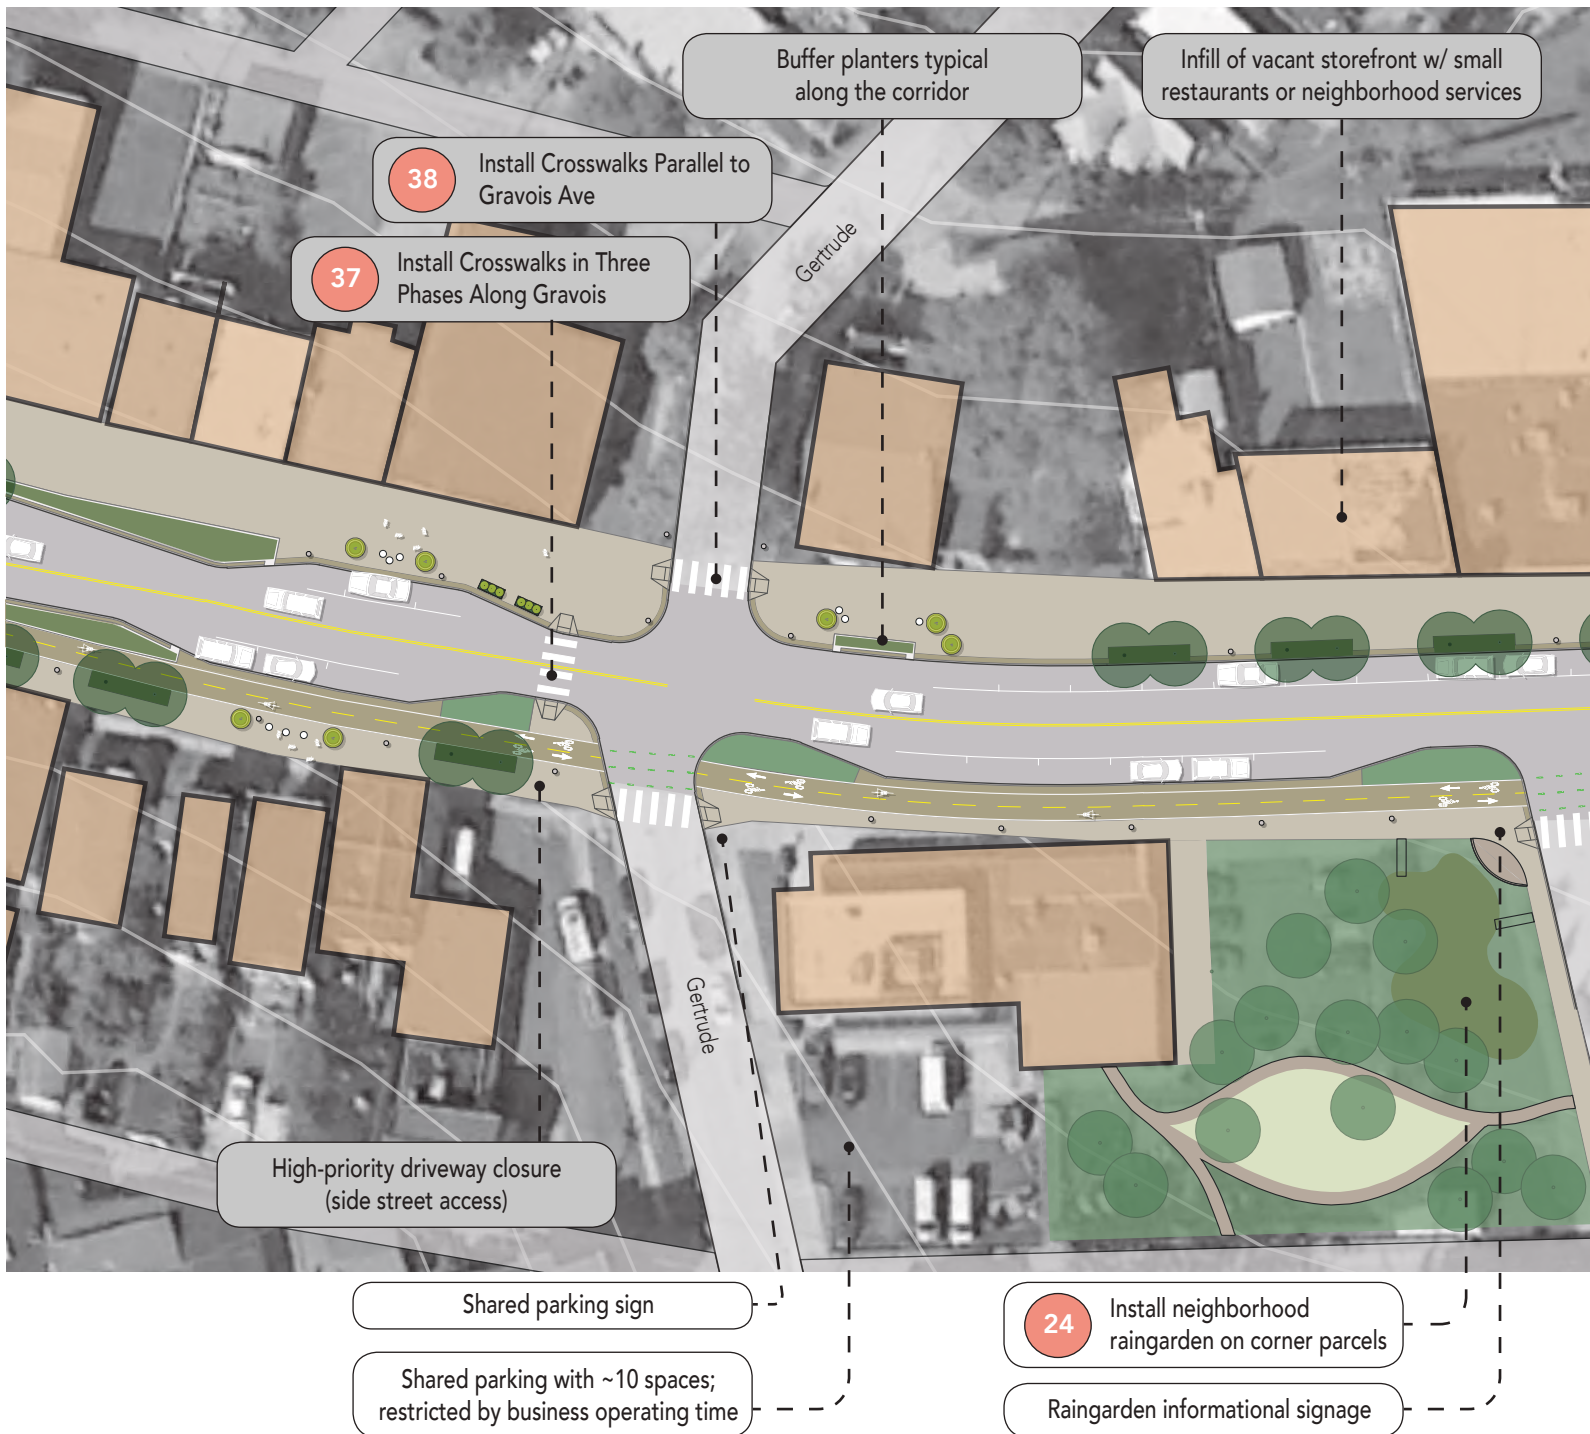 Buffer planters typical
along the corridor
Infill of vacant storefront w/ small
restaurants or neighborhood services
38
Install Crosswalks Parallel to
Gravois Ave
37
Install Crosswalks in Three
Phases Along Gravois
Gertrude
Gertrude
High-priority driveway closure
(side street access)
Shared parking sign
Shared parking with ~10 spaces;
restricted by business operating time
24
Install neighborhood
raingarden on corner parcels
Raingarden informational signage